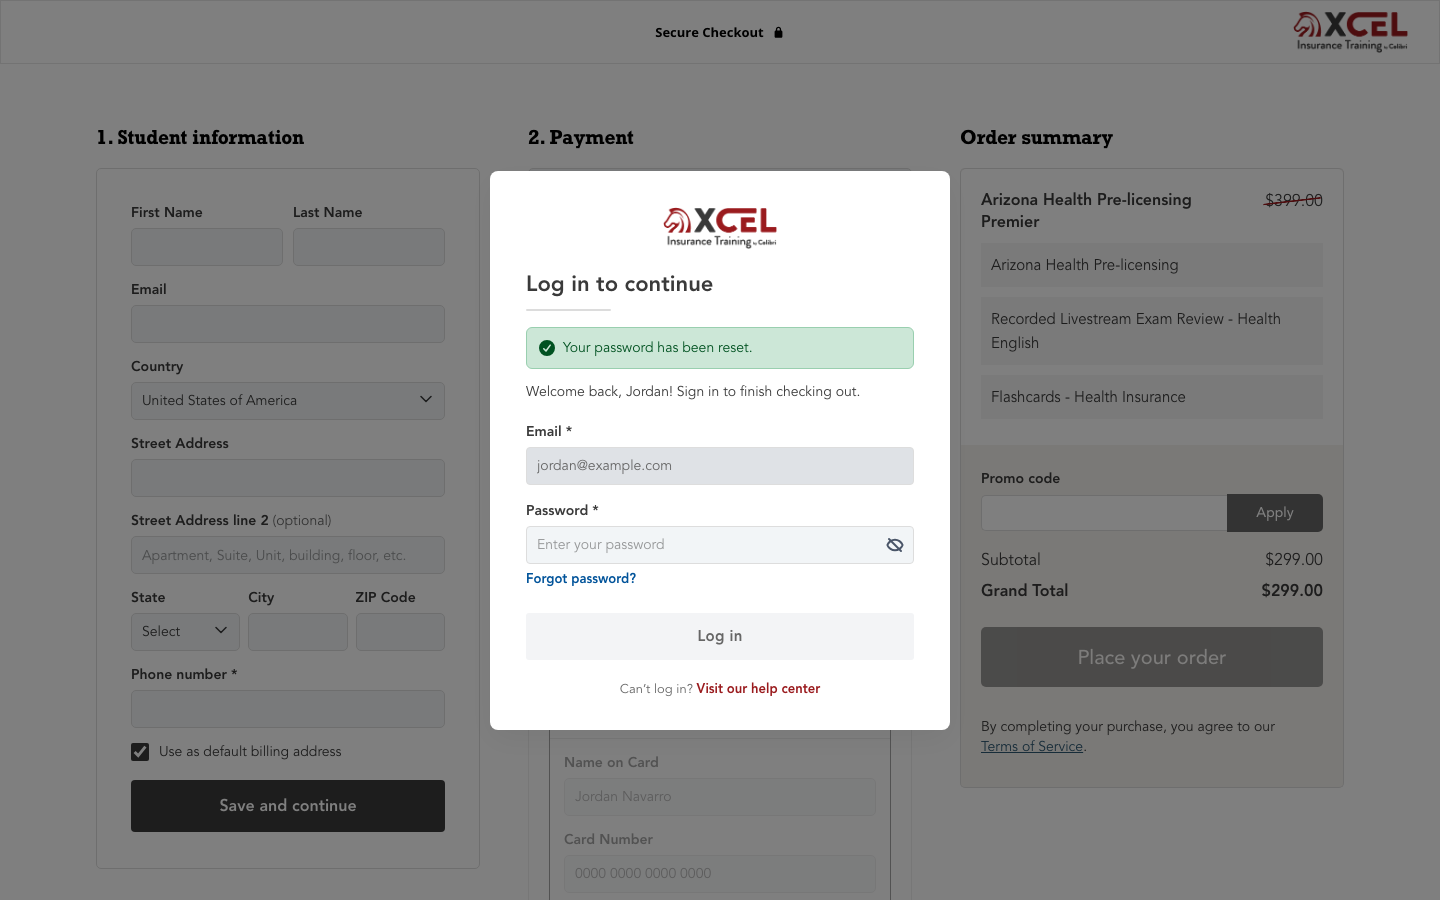 Secure Checkout
XCEL
Insurance Training by Colibri
1. Student information
First Name
Last Name
Email
Country
United States of America
Street Address
Street Address line 2 (optional)
Apartment, Suite, Unit, building, floor, etc.
State
City
ZIP Code
Select
Phone number *
Use as default billing address
Save and continue
2. Payment
XCEL
Insurance Training by Colibri
Log in to continue
Your password has been reset.
Welcome back, Jordan! Sign in to finish checking out.
Email *
jordan@example.com
Password *
Enter your password
Forgot password?
Log in
Can't log in? Visit our help center
Name on Card
Jordan Navarro
Card Number
0000 0000 0000 0000
Order summary
Arizona Health Pre-licensing
Premier
$399.00
Arizona Health Pre-licensing
Recorded Livestream Exam Review - Health
English
Flashcards - Health Insurance
Promo code
Apply
Subtotal
$299.00
Grand Total
$299.00
Place your order
By completing your purchase, you agree to our
Terms of Service.